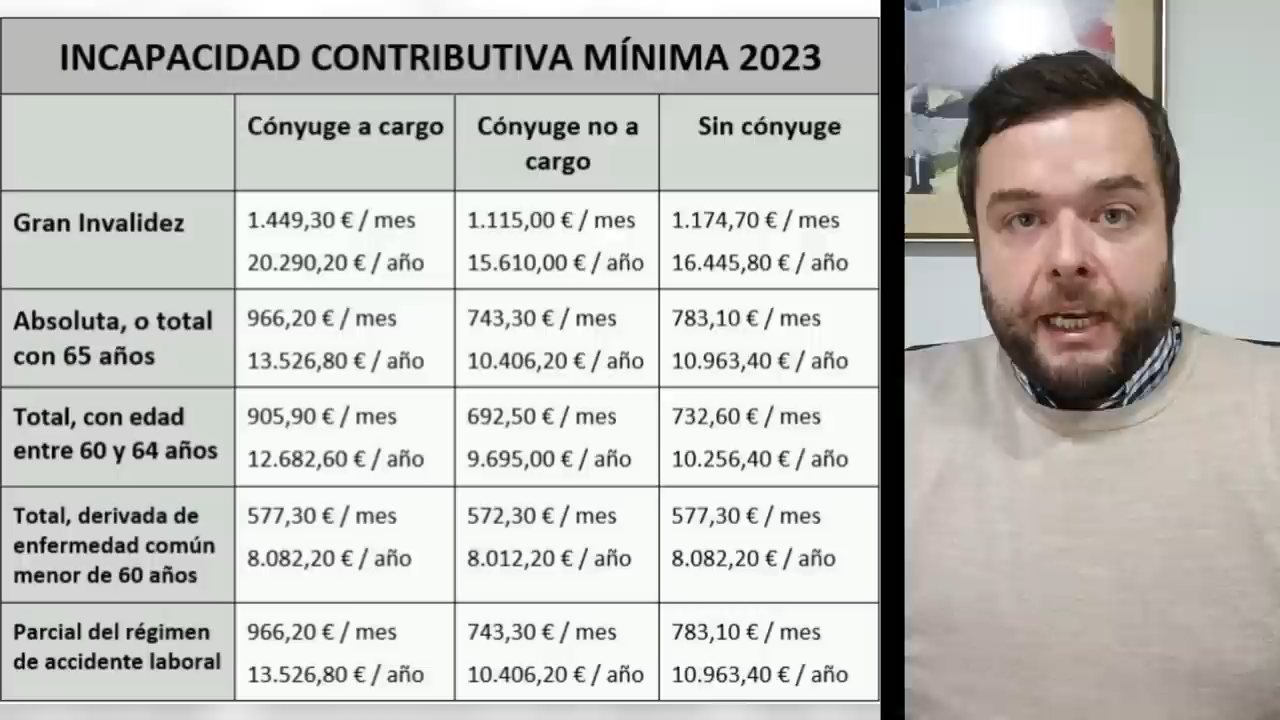 INCAPACIDAD CONTRIBUTIVA MÍNIMA 2023
Cónyuge a cargo
Cónyuge no a
cargo
Sin cónyuge
Gran Invalidez
1.449,30 € / mes
20.290,20 € / año
1.115,00 € / mes
15.610,00 € / año
1.174,70 € / mes
16.445,80 € / año
Absoluta, o total
con 65 años
966,20 € / mes
13.526,80 € / año
743,30 € / mes
10.406,20 € / año
783,10 € / mes
10.963,40 € / año
Total, con edad
entre 60 y 64 años
905,90 € / mes
12.682,60 € / año
692,50 € / mes
9.695,00 € / año
732,60 € / mes
10.256,40 € / año
Total, derivada de
enfermedad común
menor de 60 años
577,30 € / mes
8.082,20 € / año
572,30 € / mes
8.012,20 € / año
577,30 € / mes
8.082,20 € / año
Parcial del régimen
de accidente laboral
966,20 € / mes
13.526,80 € / año
743,30 € / mes
10.406,20 € / año
783,10 € / mes
10.963,40 € / año